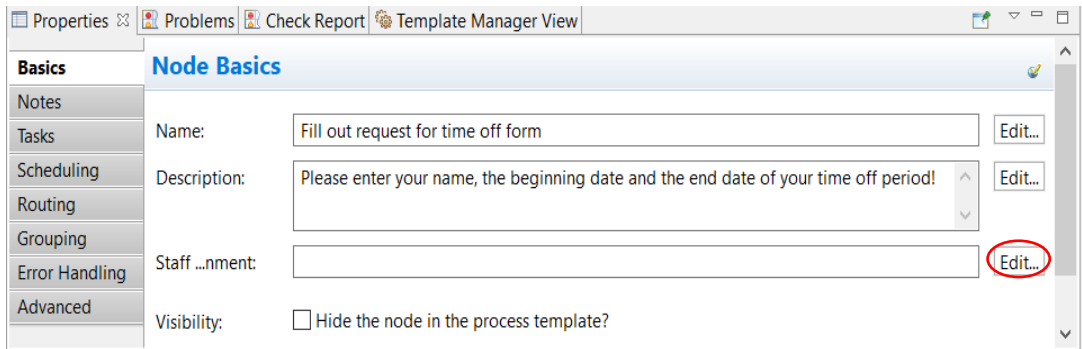 Properties Problems Check Report Template Manager View
Basics
Notes
Tasks
Scheduling
Routing
Grouping
Error Handling
Advanced
Node Basics
Name: Fill out request for time off form Edit...
Description: Please enter your name, the beginning date and the end date of your time off period! Edit...
Staff ...nment: Edit...
Visibility: Hide the node in the process template?